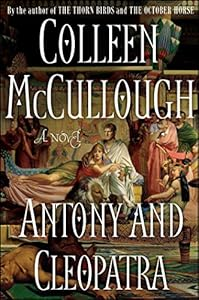 By the author of THE THORN BIRDS and THE OCTOBER HORSE
COLLEEN
McCULLOUGH
A NOVEL
ANTONY AND
CLEOPATRA